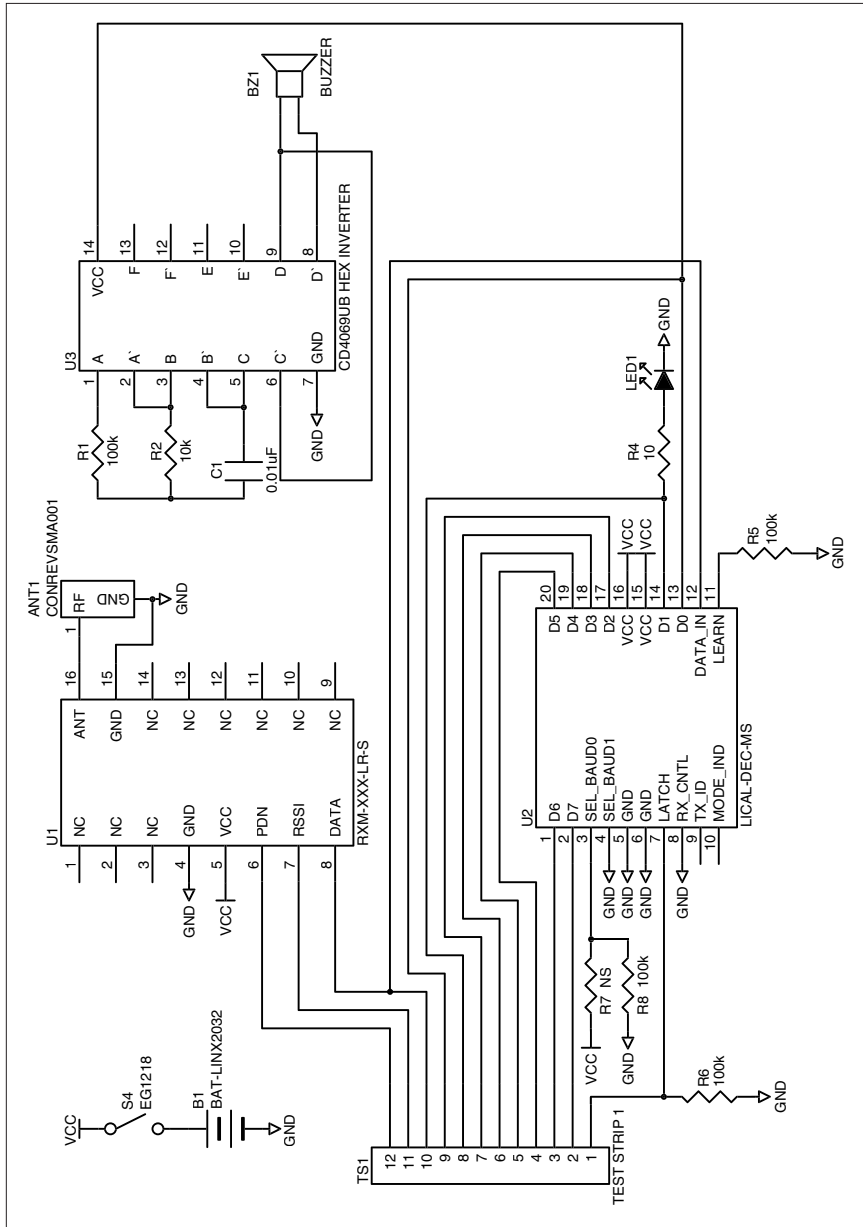 VCC
S4
EG1218
B1
BAT-LINX2032
GND
TS1
12
11
10
9
8
7
6
5
4
3
2
1
TEST STRIP 1
U1
1
NC
2
NC
3
NC
4
GND
GND
5
VCC
VCC
6
PDN
7
RSSI
8
DATA
16
ANT
15
GND
14
NC
13
NC
12
NC
11
NC
10
NC
9
NC
RXM-XXX-LR-S
ANT1
CONREVSMA001
1
RF
GND
GND
U3
1
A
2
A`
3
B
4
B`
5
C
6
C`
7
GND
GND
14
VCC
13
F
12
F`
11
E
10
E`
9
D
8
D`
CD4069UB HEX INVERTER
R1
100k
R2
10k
C1
0.01uF
BZ1
BUZZER
U2
1
D6
2
D7
3
SEL_BAUD0
4
SEL_BAUD1
5
GND
6
GND
7
LATCH
8
RX_CNTL
9
TX_ID
10
MODE_IND
20
D5
19
D4
18
D3
17
D2
16
VCC
15
VCC
14
D1
13
D0
12
DATA_IN
11
LEARN
LICAL-DEC-MS
GND
GND
GND
GND
VCC
VCC
VCC
R7 NS
GND
R8 100k
R6
100k
GND
R4
10
LED1
GND
R5
100k
GND